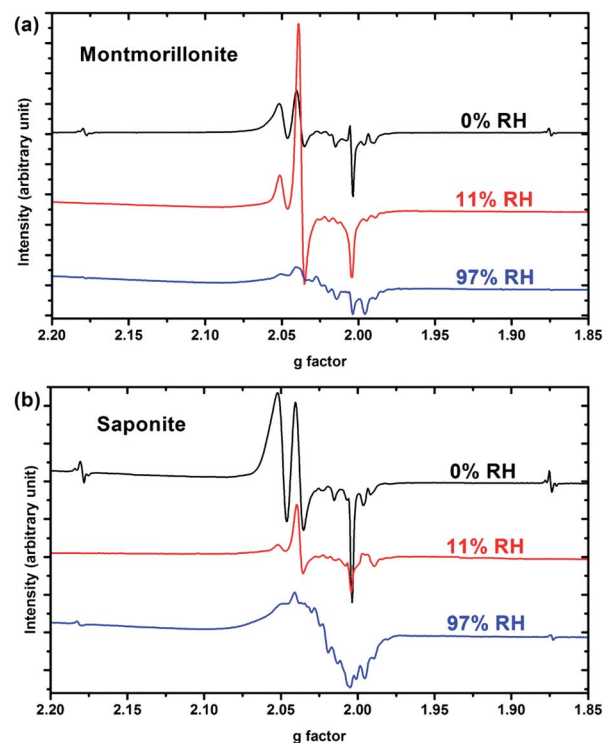 (a)
Montmorillonite
0% RH
11% RH
97% RH
Intensity (arbitrary unit)
2.20 2.15 2.10 2.05 2.00 1.95 1.90 1.85
g factor
(b)
Saponite
0% RH
11% RH
97% RH
Intensity (arbitrary unit)
2.20 2.15 2.10 2.05 2.00 1.95 1.90 1.85
g factor